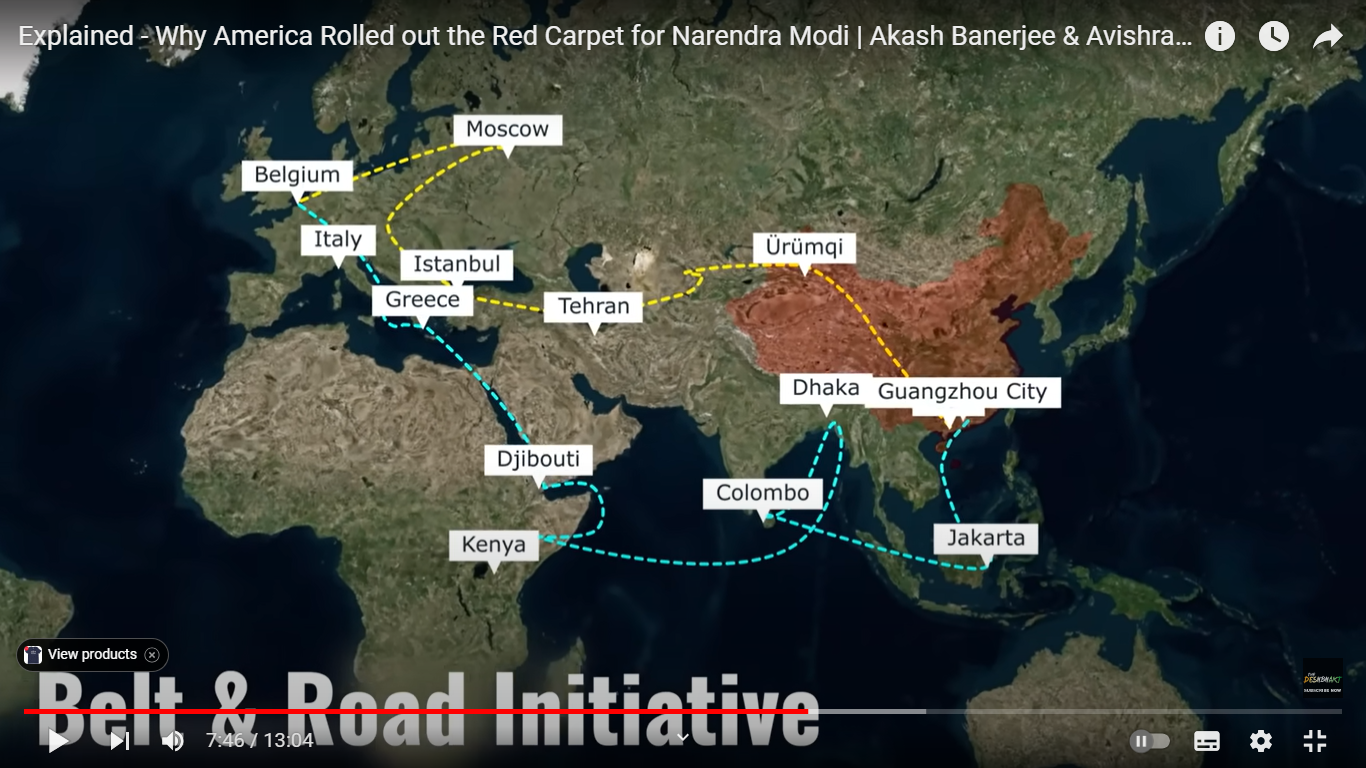 Explained - Why America Rolled out the Red Carpet for Narendra Modi | Akash Banerjee & Avishra...
Moscow
Belgium
Italy
Istanbul
Ürümqi
Greece
Tehran
Dhaka
Guangzhou City
Djibouti
Colombo
Kenya
Jakarta
View products
THE
DESHBHAKT
SUBSCRIBE NOW
Belt & Road Initiative
7:46 / 13:04